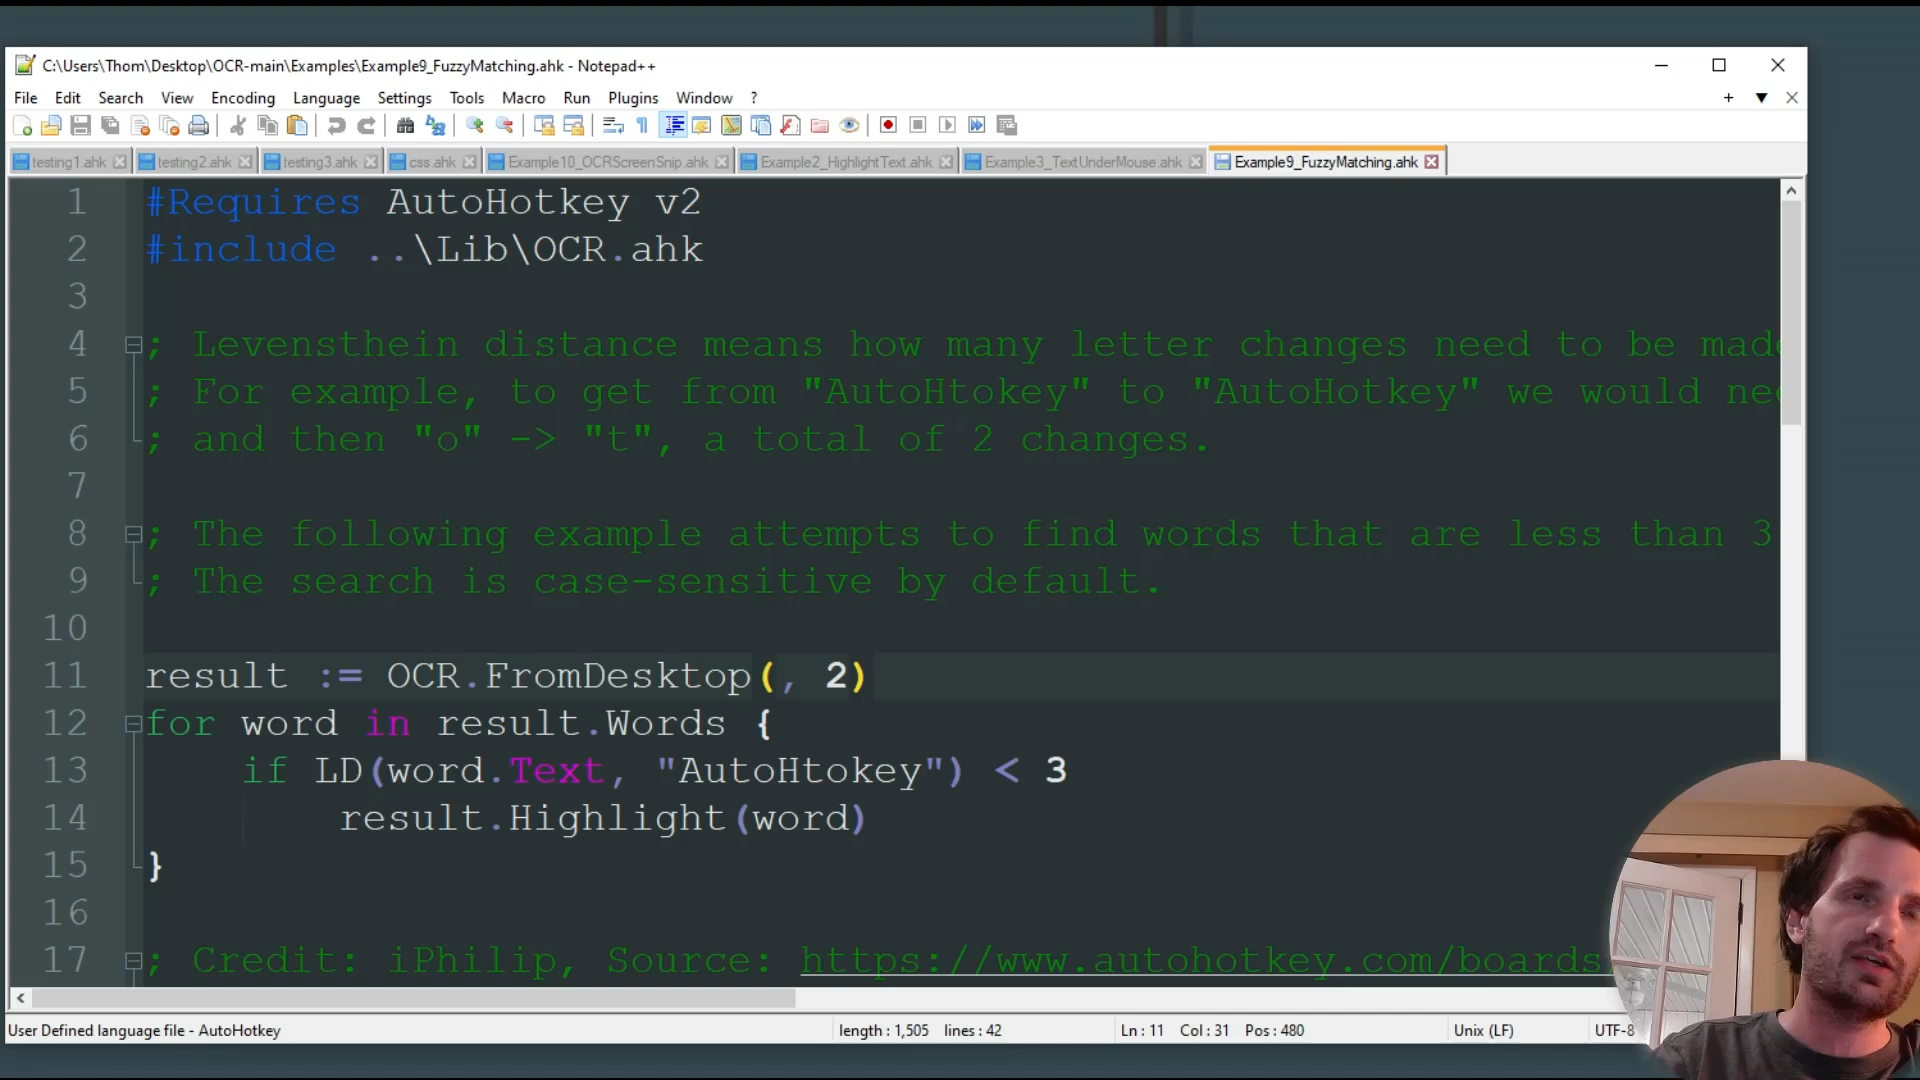 C:\Users\Thom\Desktop\OCR-main\Examples\Example9_FuzzyMatching.ahk - Notepad++
File Edit Search View Encoding Language Settings Tools Macro Run Plugins Window ?
testing1.ahk testing2.ahk testing3.ahk css.ahk Example10_OCRScreenSnip.ahk Example2_HighlightText.ahk Example3_TextUnderMouse.ahk Example9_FuzzyMatching.ahk
1 #Requires AutoHotkey v2
2 #include ..\Lib\OCR.ahk
3
4 ; Levensthein distance means how many letter changes need to be made
5 ; For example, to get from "AutoHtokey" to "AutoHotkey" we would nee
6 ; and then "o" -> "t", a total of 2 changes.
7
8 ; The following example attempts to find words that are less than 3
9 ; The search is case-sensitive by default.
10
11 result := OCR.FromDesktop(, 2)
12 for word in result.Words {
13 if LD(word.Text, "AutoHtokey") < 3
14 result.Highlight(word)
15 }
16
17 ; Credit: iPhilip, Source: https://www.autohotkey.com/boards
User Defined language file - AutoHotkey length : 1,505 lines : 42 Ln : 11 Col : 31 Pos : 480 Unix (LF) UTF-8